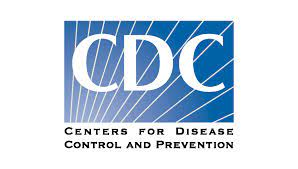 CDC
CENTERS FOR DISEASE
CONTROL AND PREVENTION